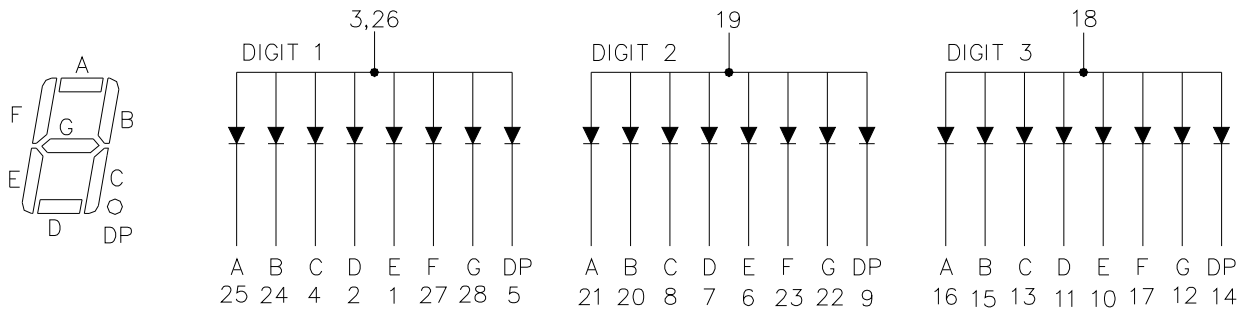 3,26 19 18
DIGIT 1 DIGIT 2 DIGIT 3
A
F B
G
E C
D DP
A B C D E F G DP A B C D E F G DP A B C D E F G DP
25 24 4 2 1 27 28 5 21 20 8 7 6 23 22 9 16 15 13 11 10 17 12 14